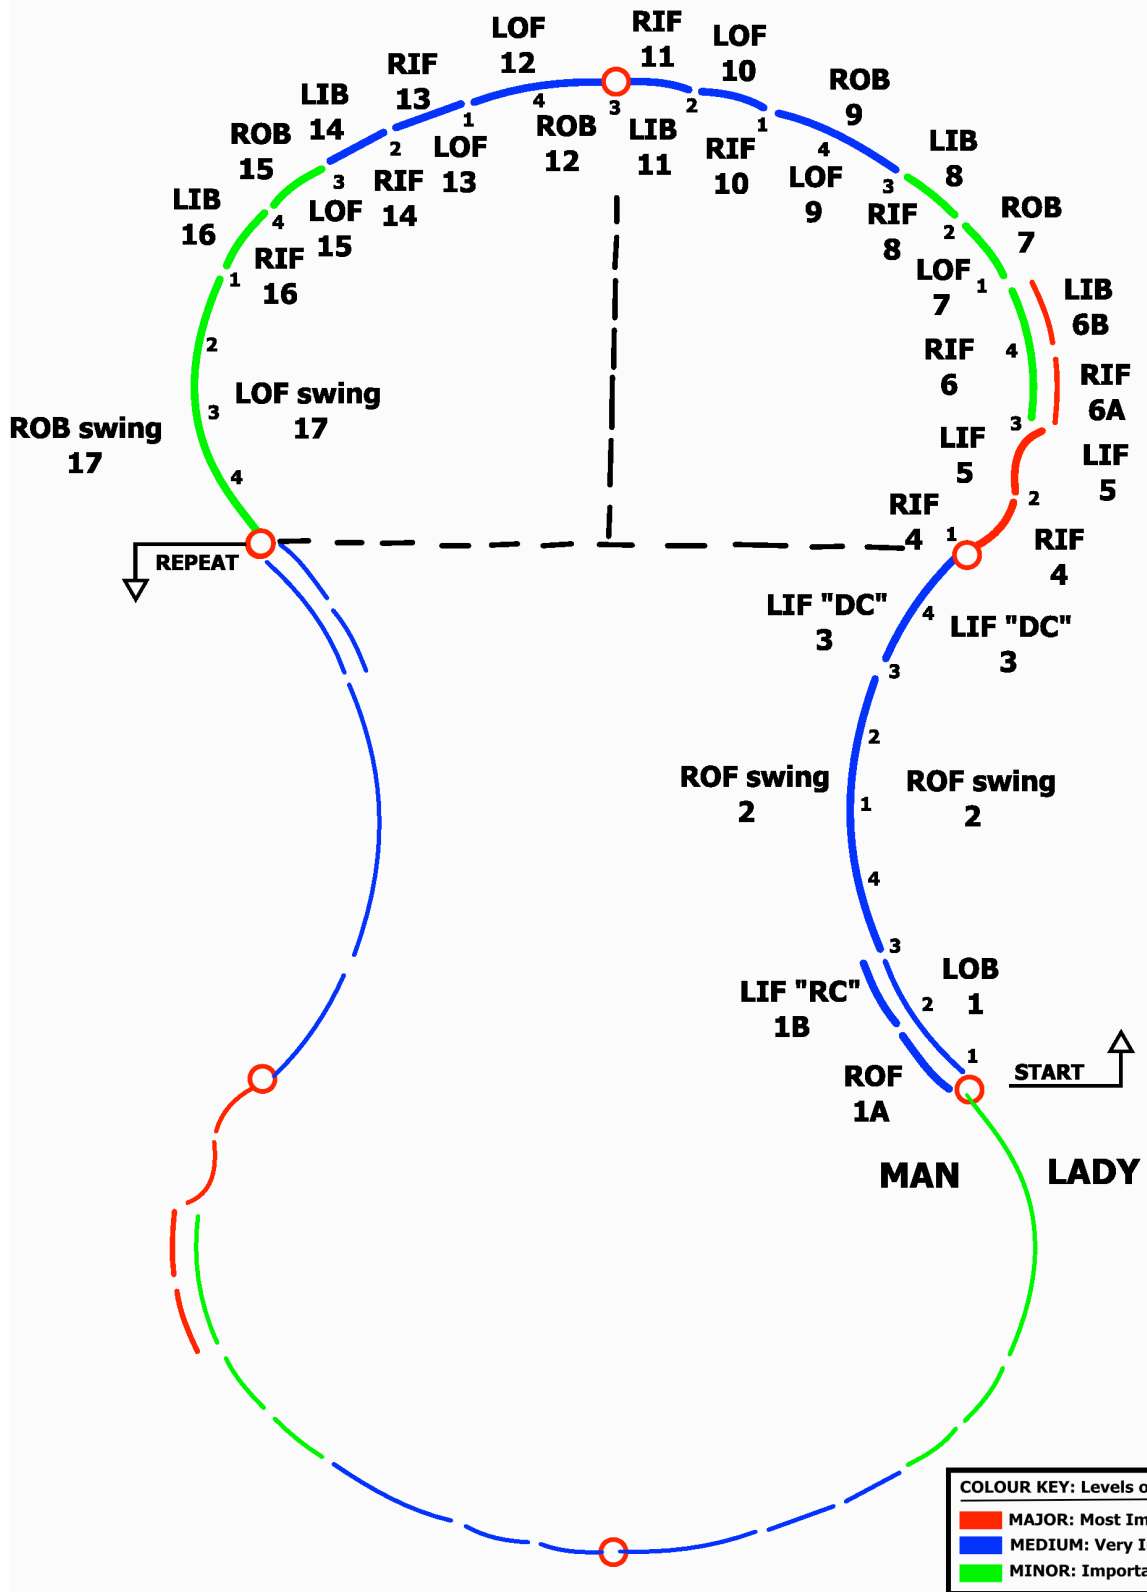 LOF
12
RIF
11
LOF
10
RIF
13
ROB
9
LIB
14
4
3
2
1
1
ROB
12
LIB
11
RIF
10
4
LOF
9
LIB
8
ROB
15
2
LOF
13
3
RIF
14
3
RIF
8
ROB
7
LIB
16
4
LOF
15
2
RIF
16
1
LOF
7
1
LIB
6B
2
RIF
6
4
RIF
6A
LOF swing
17
3
ROB swing
17
3
LIF
5
LIF
5
4
2
RIF
4
1
RIF
4
REPEAT
LIF "DC"
3
4
LIF "DC"
3
3
2
ROF swing
2
1
ROF swing
2
4
3
LIF "RC"
1B
LOB
1
2
1
ROF
1A
START
MAN
LADY
COLOUR KEY: Levels o
MAJOR: Most Im
MEDIUM: Very I
MINOR: Importa